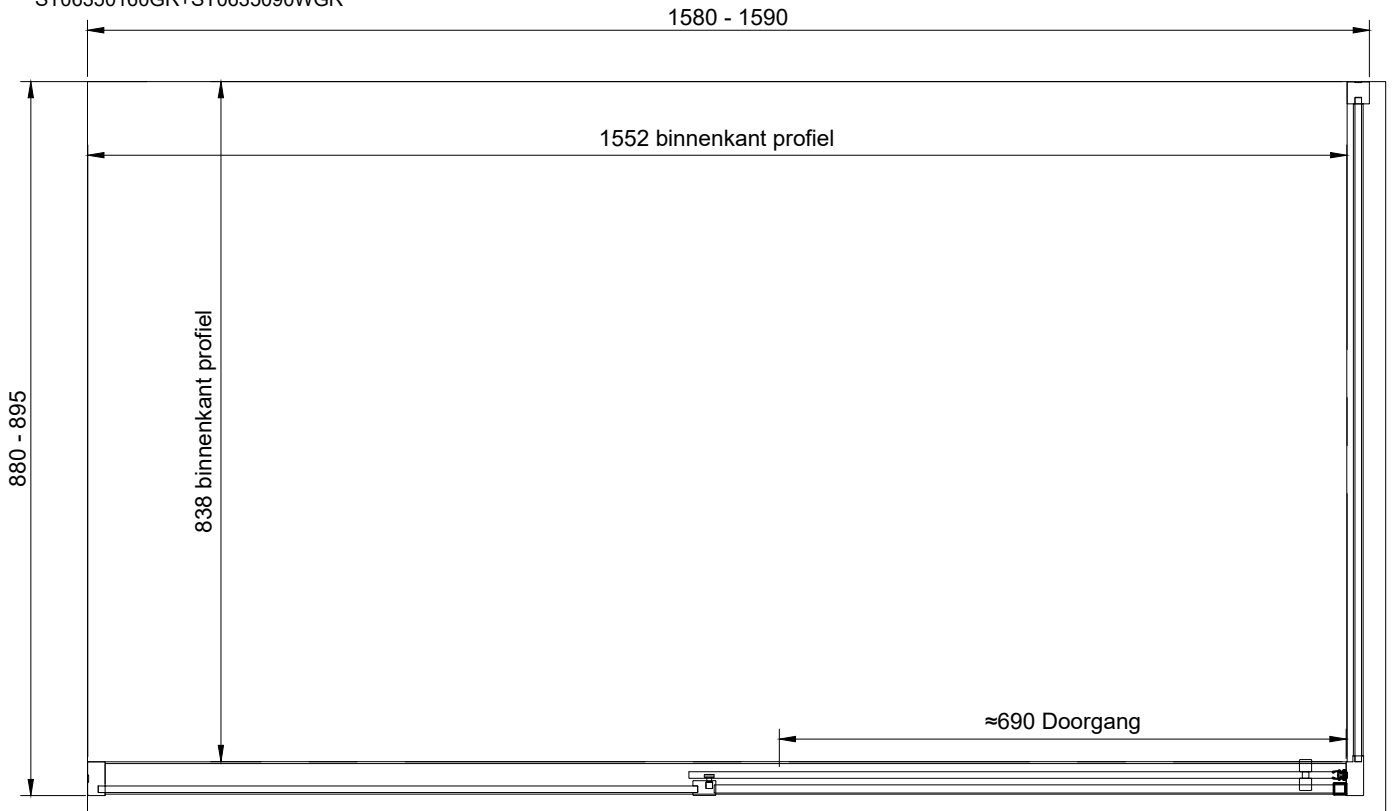 1580 - 1590
1552 binnenkant profiel
838 binnenkant profiel
880 - 895
≈690 Doorgang